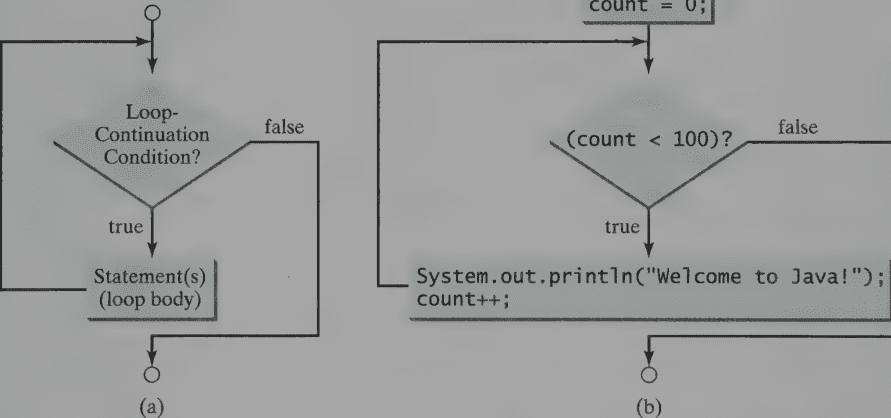 count = 0;
Loop-
Continuation
Condition?
false
true
Statement(s)
(loop body)
(a)
(count < 100)?
false
true
System.out.println("Welcome to Java!");
count++;
(b)